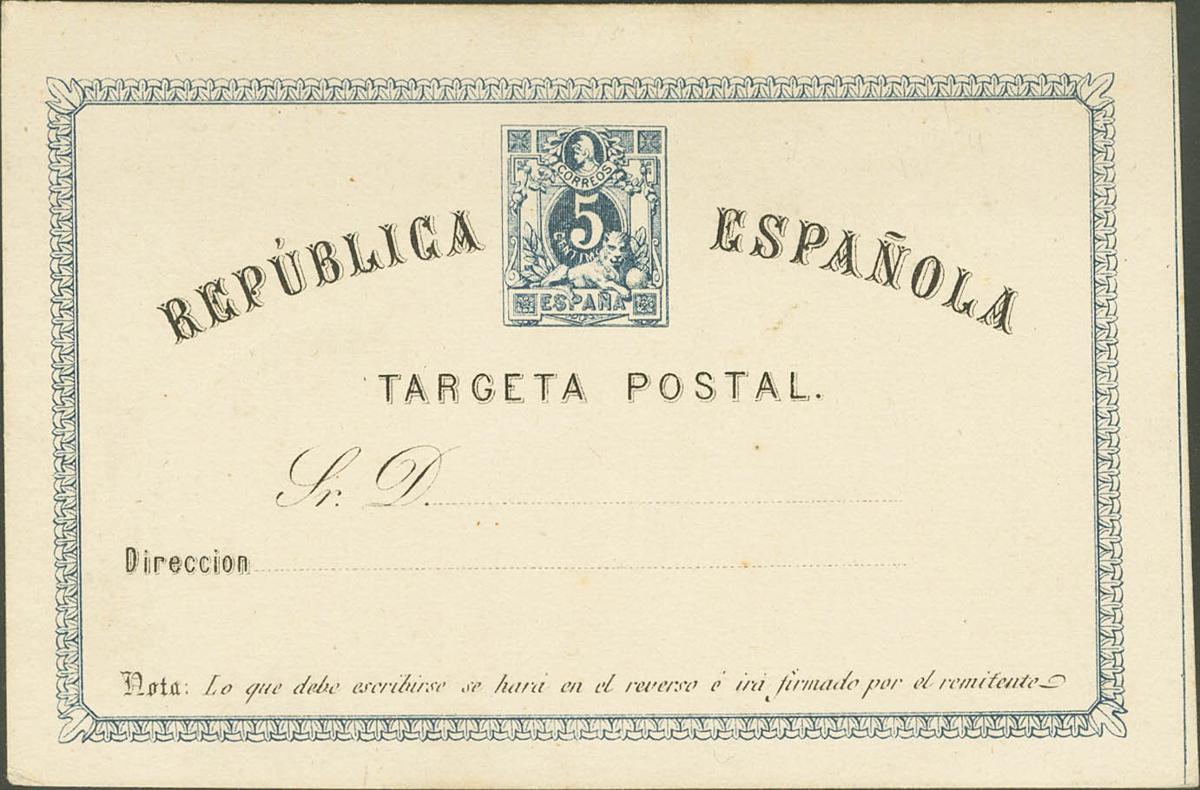 CORREOS
5
ESPAÑA
REPÚBLICA ESPAÑOLA
TARGETA POSTAL.
Sr. D.
Direccion
Nota: Lo que debe escribirse se hará en el reverso é irá firmado por el remitente